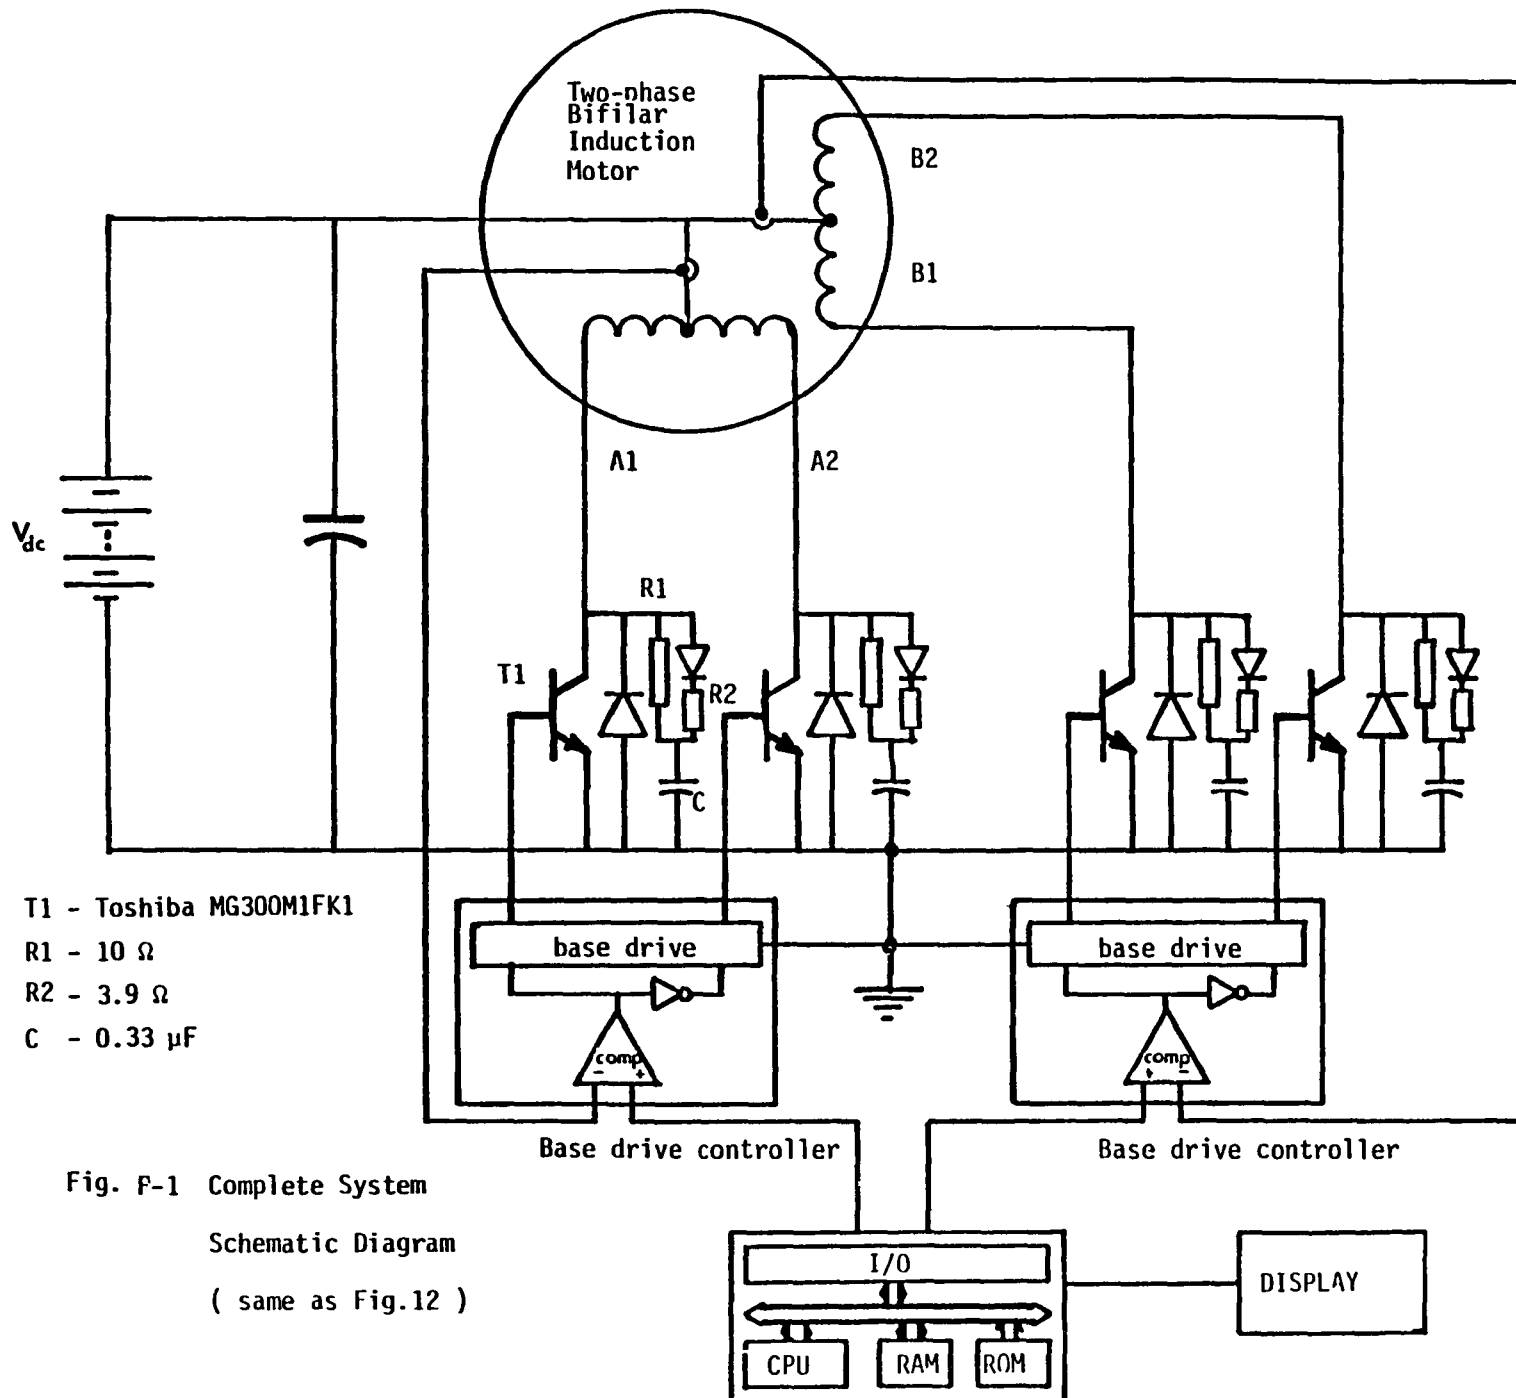 Two-phase
Bifilar
Induction
Motor
B2
B1
A1
A2
Vdc
R1
T1
R2
C
T1 - Toshiba MG300M1FK1
R1 - 10 Ω
R2 - 3.9 Ω
C - 0.33 µF
base drive
base drive
comp
- +
comp
+ -
Base drive controller
Base drive controller
Fig. F-1 Complete System
Schematic Diagram
( same as Fig.12 )
I/O
CPU
RAM
ROM
DISPLAY